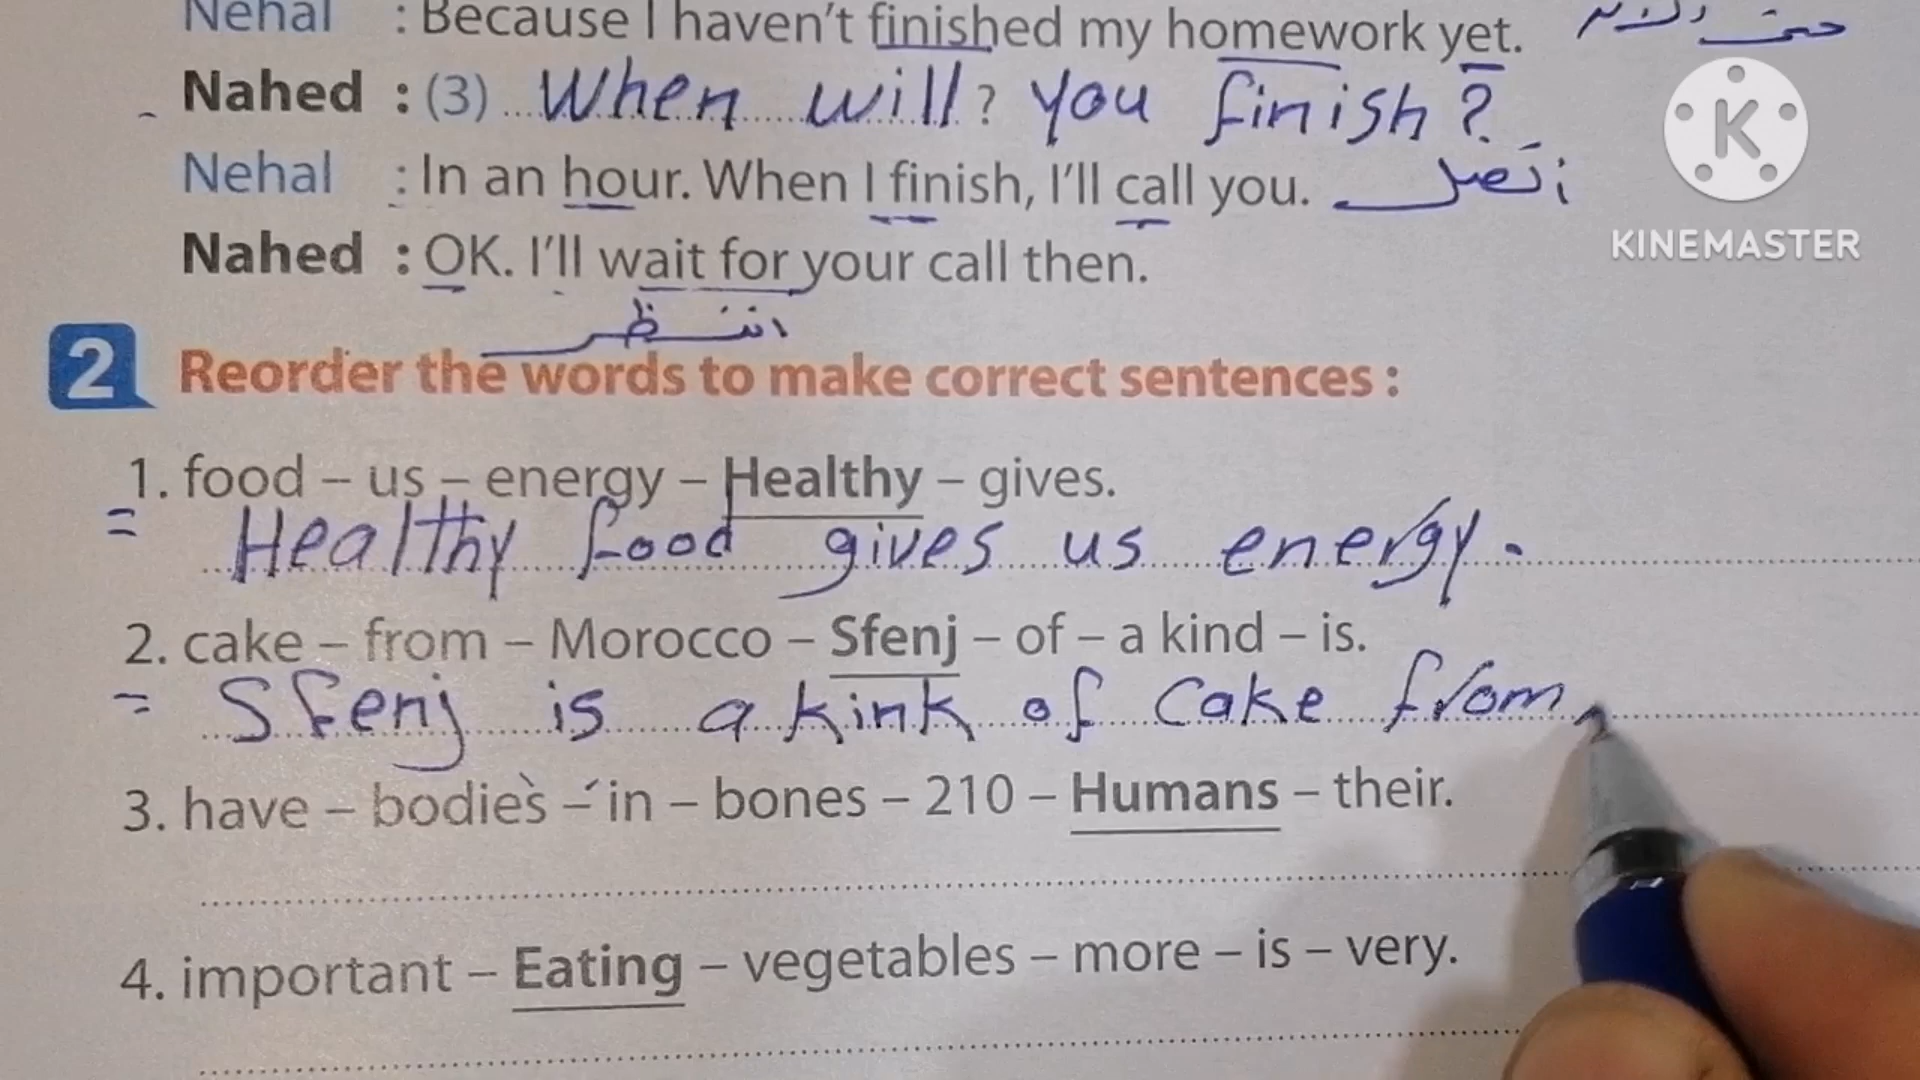 Nehal : Because I haven't finished my homework yet.
Nahed : (3) When will ? you finish?
Nehal : In an hour. When I finish, I'll call you. اتصل
Nahed : OK. I'll wait for your call then.
انتظر
2 Reorder the words to make correct sentences :
1. food – us – energy – Healthy – gives.
= Healthy food gives us energy.
2. cake – from – Morocco – Sfenj – of – a kind – is.
= Sfenj is a kink of cake from
3. have – bodies – in – bones – 210 – Humans – their.
4. important – Eating – vegetables – more – is – very.
K
KINEMASTER